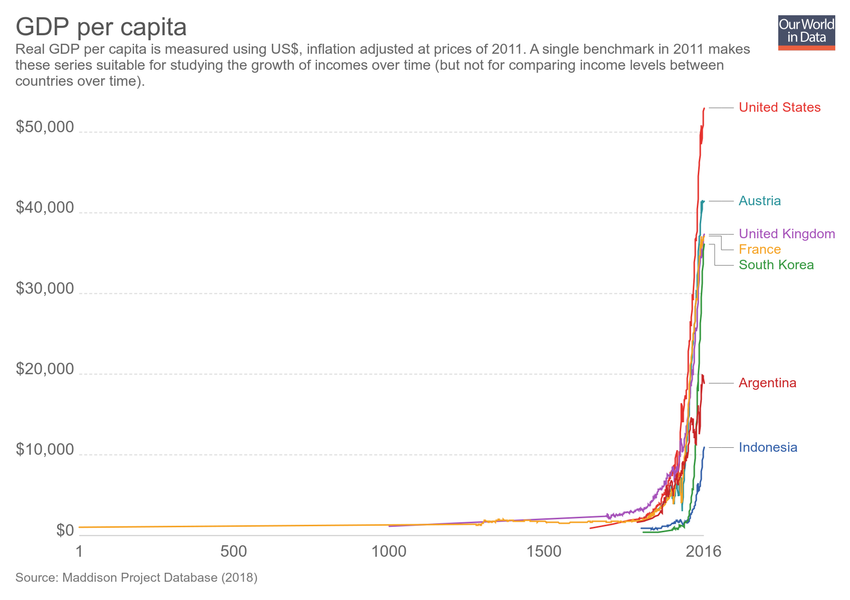 GDP per capita
Our World
in Data
Real GDP per capita is measured using US$, inflation adjusted at prices of 2011. A single benchmark in 2011 makes
these series suitable for studying the growth of incomes over time (but not for comparing income levels between
countries over time).
$50,000
$40,000
$30,000
$20,000
$10,000
$0
United States
Austria
United Kingdom
France
South Korea
Argentina
Indonesia
1 500 1000 1500 2016
Source: Maddison Project Database (2018)